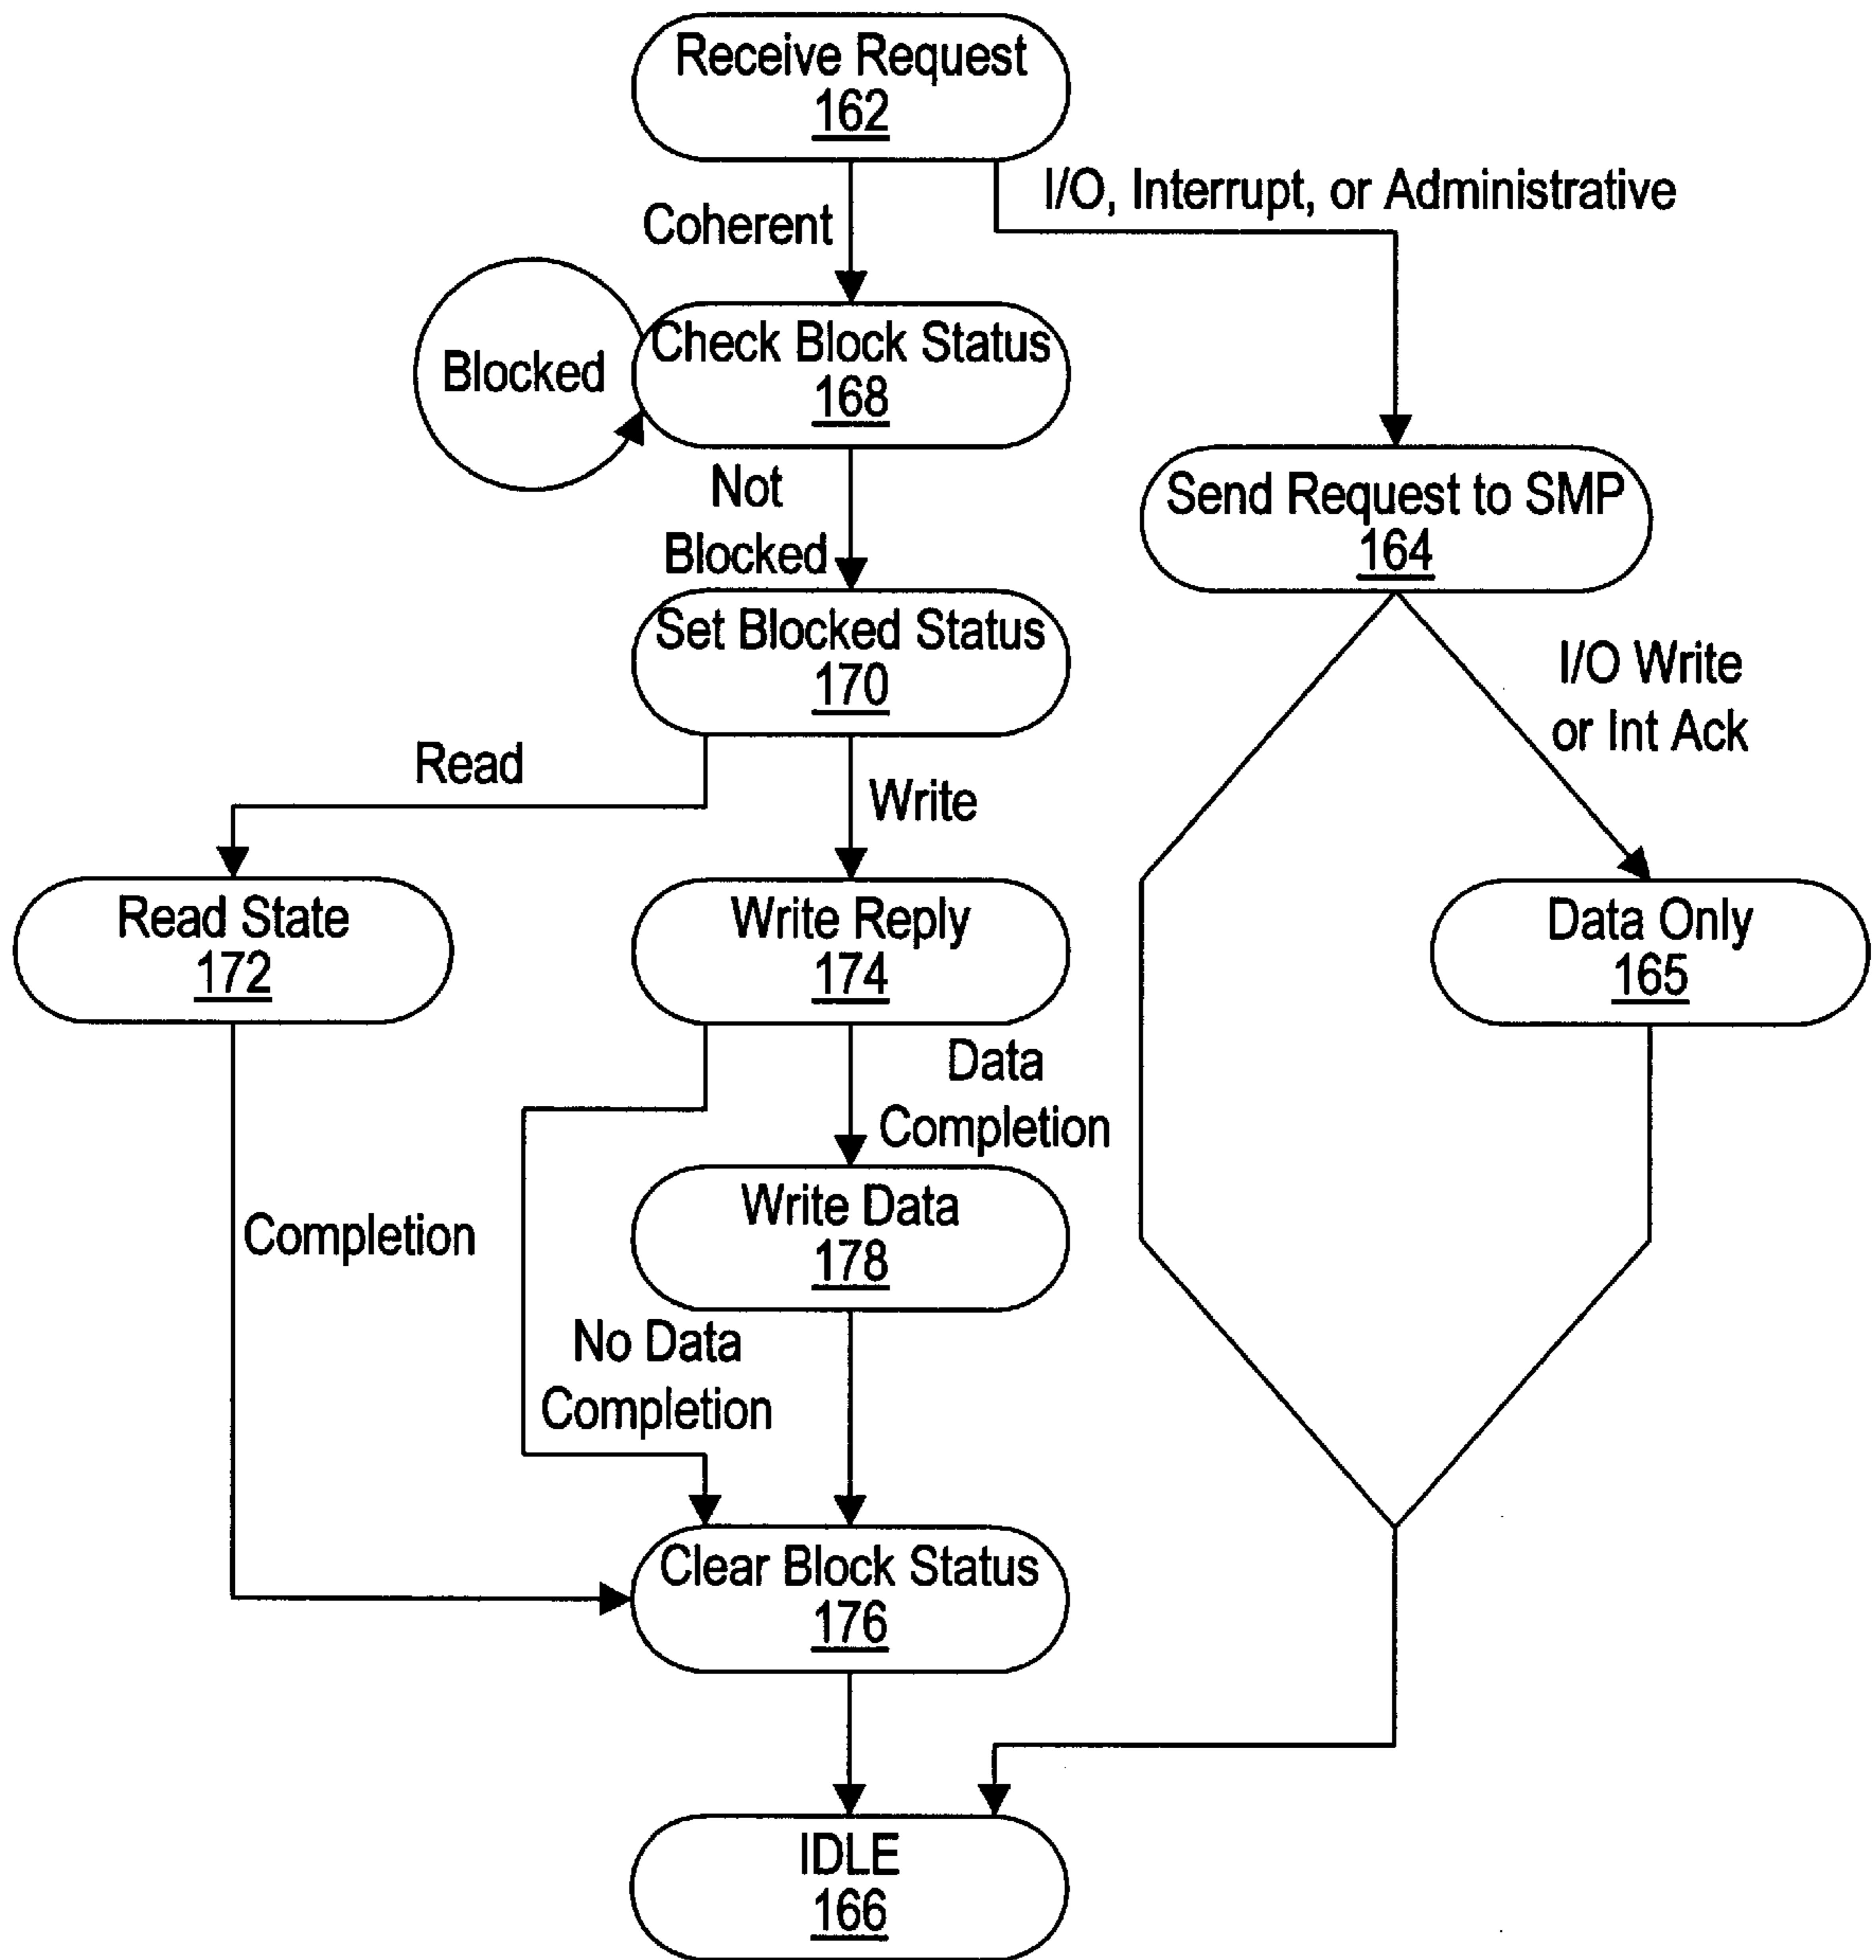 Receive Request
162
I/O, Interrupt, or Administrative
Coherent
Blocked
Check Block Status
168
Not
Blocked
Send Request to SMP
164
Set Blocked Status
170
I/O Write
or Int Ack
Read
Write
Read State
172
Write Reply
174
Data Only
165
Data
Completion
Write Data
178
Completion
No Data
Completion
Clear Block Status
176
IDLE
166